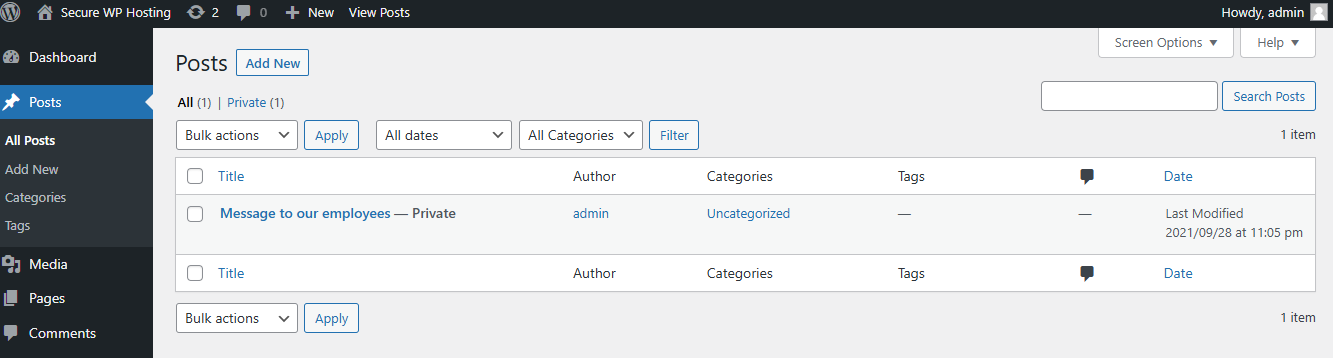 Secure WP Hosting 2 0 New View Posts Howdy, admin
Dashboard
Posts
All Posts
Add New
Categories
Tags
Media
Pages
Comments
Screen Options ▼ Help ▼
Posts Add New
All (1) | Private (1)
Search Posts
Bulk actions Apply All dates All Categories Filter 1 item
Title Author Categories Tags Date
Message to our employees — Private admin Uncategorized — — Last Modified
2021/09/28 at 11:05 pm
Title Author Categories Tags Date
Bulk actions Apply 1 item